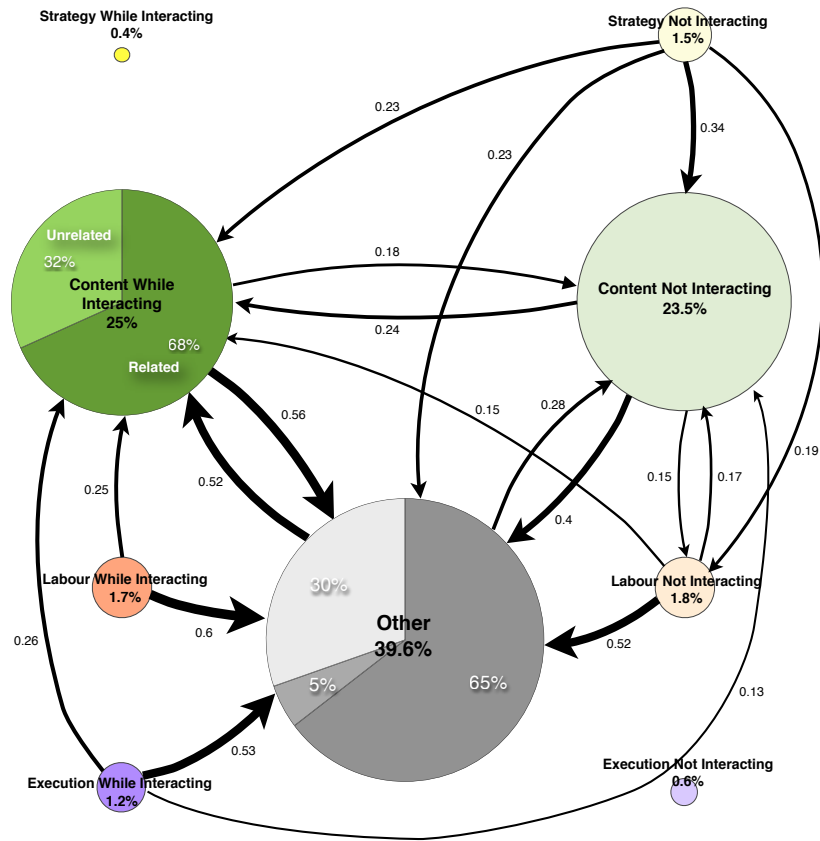 Strategy While Interacting
0.4%
Strategy Not Interacting
1.5%
0.23
0.23
0.34
0.19
Unrelated
32%
Content While
Interacting
25%
68%
Related
0.18
0.24
Content Not Interacting
23.5%
0.15
0.56
0.52
0.28
0.4
0.15
0.17
0.25
Labour While Interacting
1.7%
0.6
Labour Not Interacting
1.8%
0.52
30%
Other
39.6%
5%
65%
0.26
0.53
0.13
Execution While Interacting
1.2%
Execution Not Interacting
0.6%